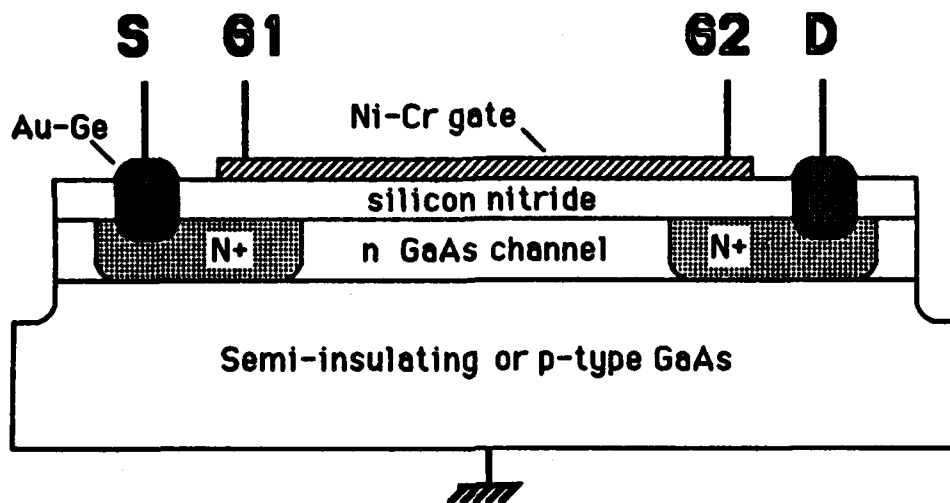 S G1 G2 D
Au-Ge Ni-Cr gate
silicon nitride
N+ n GaAs channel N+
Semi-insulating or p-type GaAs